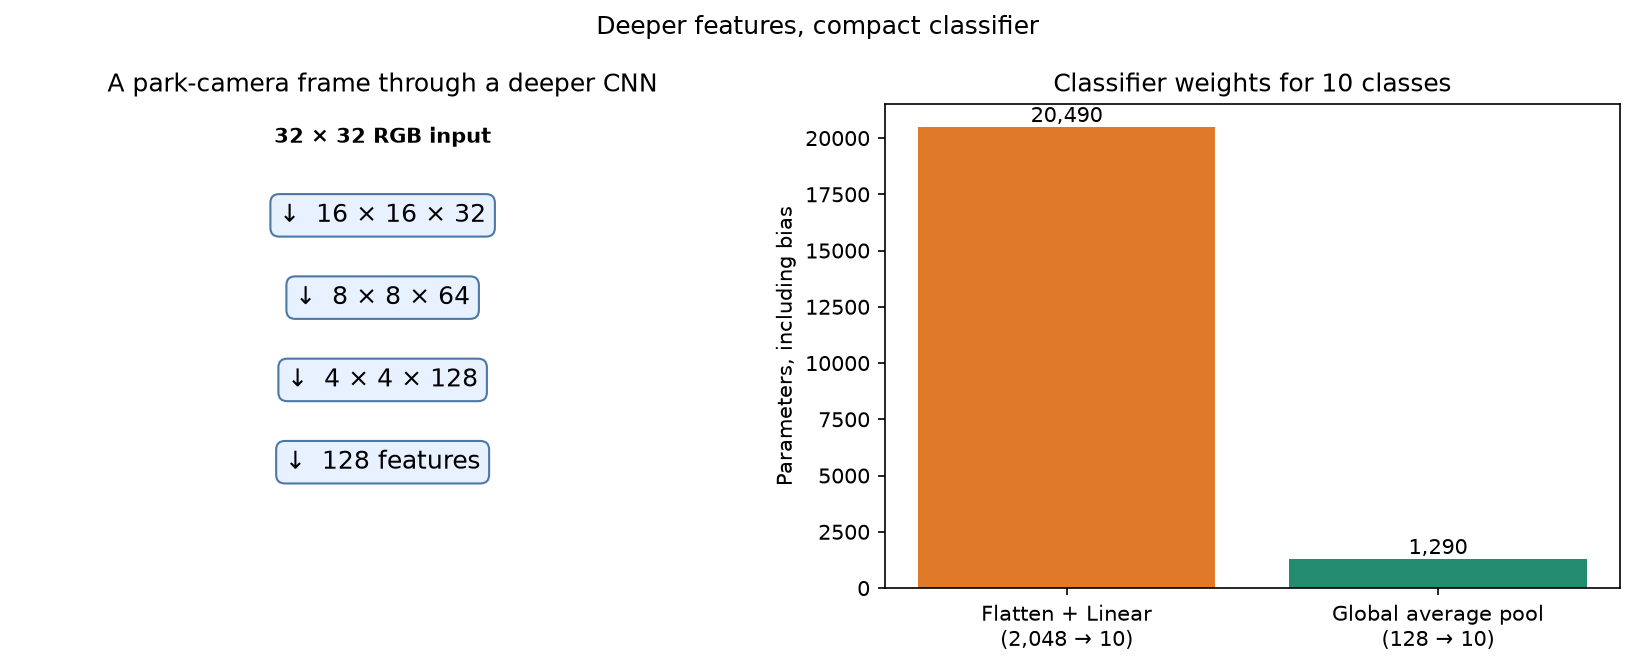 Deeper features, compact classifier
A park-camera frame through a deeper CNN
32 × 32 RGB input
↓ 16 × 16 × 32
↓ 8 × 8 × 64
↓ 4 × 4 × 128
↓ 128 features
Classifier weights for 10 classes
Parameters, including bias
20000
17500
15000
12500
10000
7500
5000
2500
0
20,490
1,290
Flatten + Linear
(2,048 → 10)
Global average pool
(128 → 10)